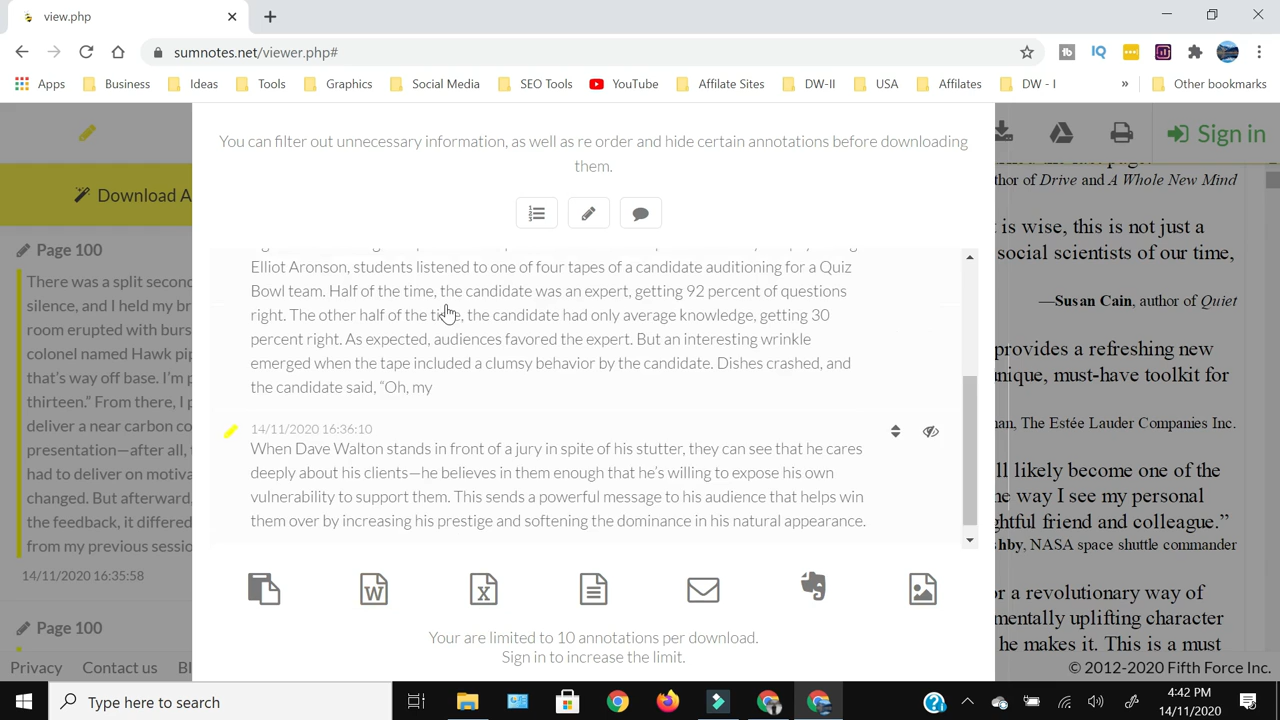 view.php
sumnotes.net/viewer.php#
Apps Business Ideas Tools Graphics Social Media SEO Tools YouTube Affiliate Sites DW-II USA Affiliates DW - I » Other bookmarks
You can filter out unnecessary information, as well as re order and hide certain annotations before downloading
them.
Elliot Aronson, students listened to one of four tapes of a candidate auditioning for a Quiz
Bowl team. Half of the time, the candidate was an expert, getting 92 percent of questions
right. The other half of the time, the candidate had only average knowledge, getting 30
percent right. As expected, audiences favored the expert. But an interesting wrinkle
emerged when the tape included a clumsy behavior by the candidate. Dishes crashed, and
the candidate said, “Oh, my
14/11/2020 16:36:10
When Dave Walton stands in front of a jury in spite of his stutter, they can see that he cares
deeply about his clients—he believes in them enough that he’s willing to expose his own
vulnerability to support them. This sends a powerful message to his audience that helps win
them over by increasing his prestige and softening the dominance in his natural appearance.
Your are limited to 10 annotations per download.
Sign in to increase the limit.
Download A
Page 100
There was a split second
silence, and I held my br
room erupted with burs
colonel named Hawk pip
that’s way off base. I’m p
thirteen.” From there, I p
deliver a near carbon co
presentation—after all, t
had to deliver on motiva
changed. But afterward,
the feedback, it differed
from my previous sessio
14/11/2020 16:35:58
Page 100
Sign in
thor of Drive and A Whole New Mind
t is wise, this is not just a
social scientists of our time,
—Susan Cain, author of Quiet
provides a refreshing new
nique, must-have toolkit for
nan, The Estée Lauder Companies Inc.
ll likely become one of the
he way I see my personal
ghtful friend and colleague.”
shby, NASA space shuttle commander
or a revolutionary way of
mentally uplifting character
he makes it. This is a must
Privacy Contact us Bl
© 2012-2020 Fifth Force Inc.
Type here to search
4:42 PM
14/11/2020